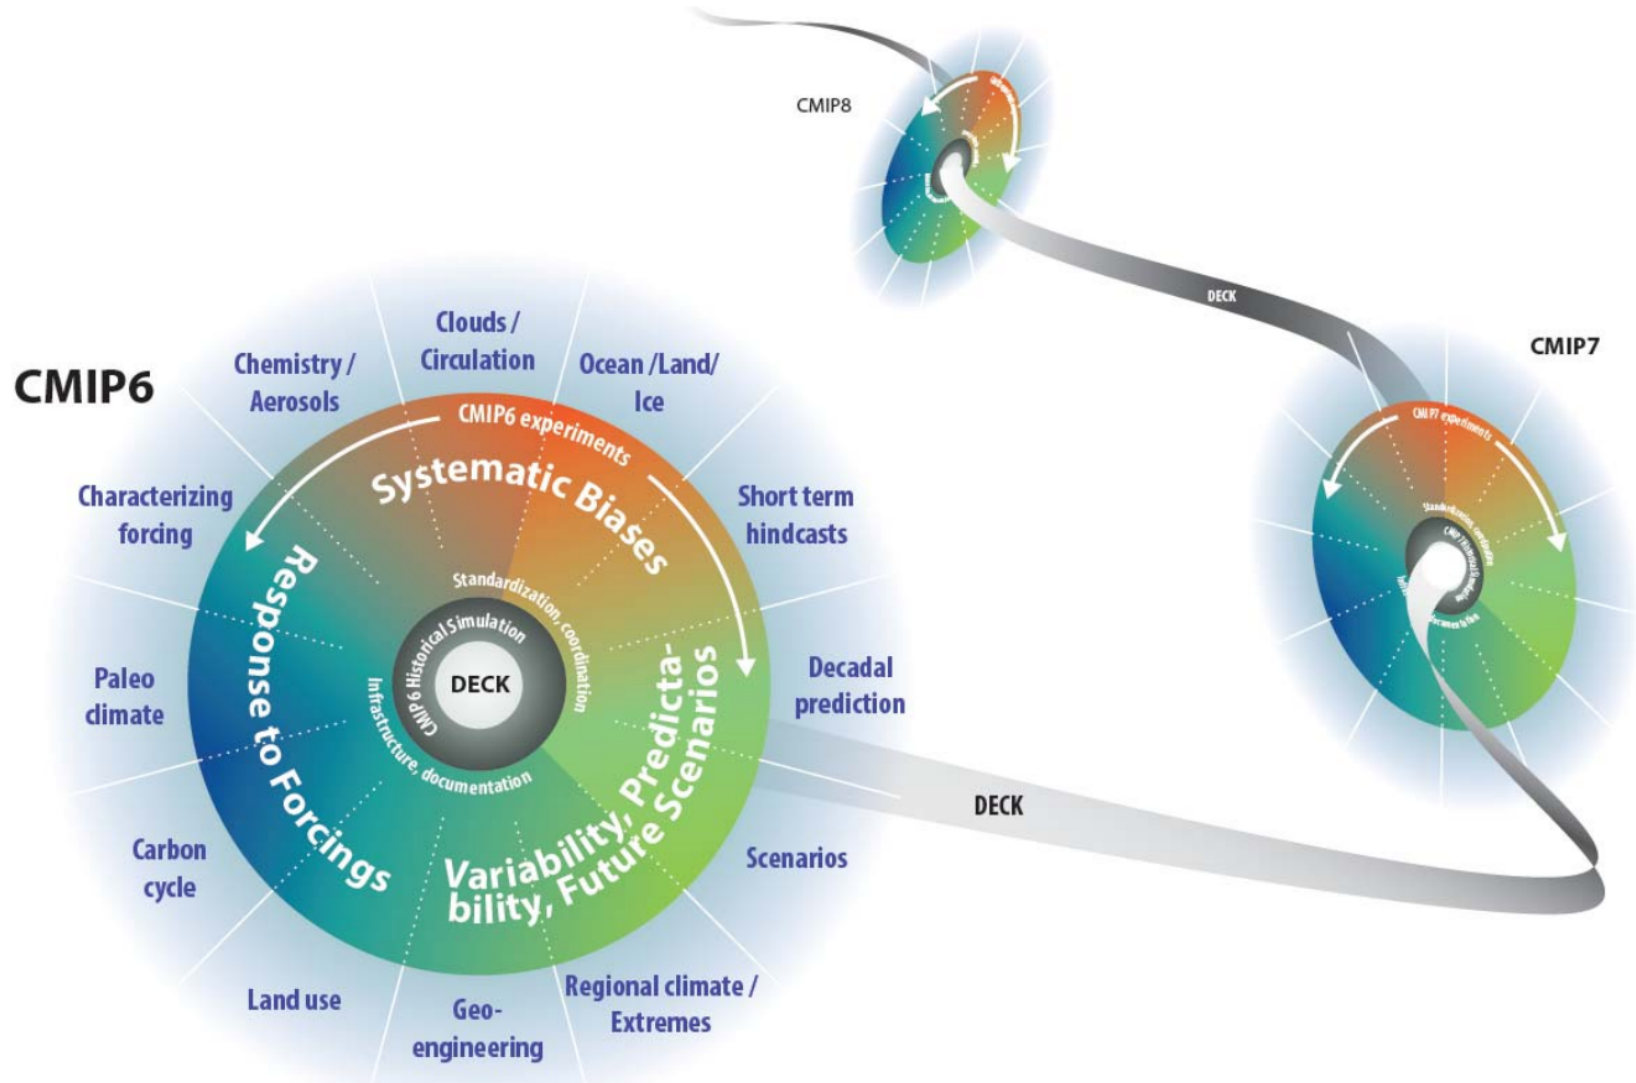 CMIP8
DECK
CMIP7
CMIP7 experiments
Standardization, coordination
CMIP6
Clouds /
Circulation
Chemistry /
Aerosols
Ocean /Land/
Ice
Characterizing
forcing
Short term
hindcasts
Paleo
climate
Decadal
prediction
Carbon
cycle
Scenarios
Land use
Geo-
engineering
Regional climate /
Extremes
CMIP6 experiments
Systematic Biases
Response to Forcings
Variability, Predicta-
bility, Future Scenarios
Standardization, coordination
Infrastructure, documentation
CMIP6 Historical Simulation
DECK
DECK